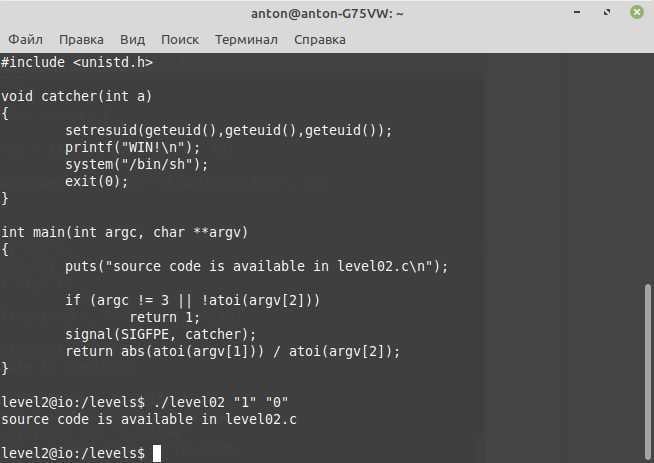 anton@anton-G75VW: ~
Файл Правка Вид Поиск Терминал Справка
#include <unistd.h>
void catcher(int a)
{
        setresuid(geteuid(),geteuid(),geteuid());
        printf("WIN!\n");
        system("/bin/sh");
        exit(0);
}
int main(int argc, char **argv)
{
        puts("source code is available in level02.c\n");
        if (argc != 3 || !atoi(argv[2]))
                return 1;
        signal(SIGFPE, catcher);
        return abs(atoi(argv[1])) / atoi(argv[2]);
}
level2@io:/levels$ ./level02 "1" "0"
source code is available in level02.c
level2@io:/levels$